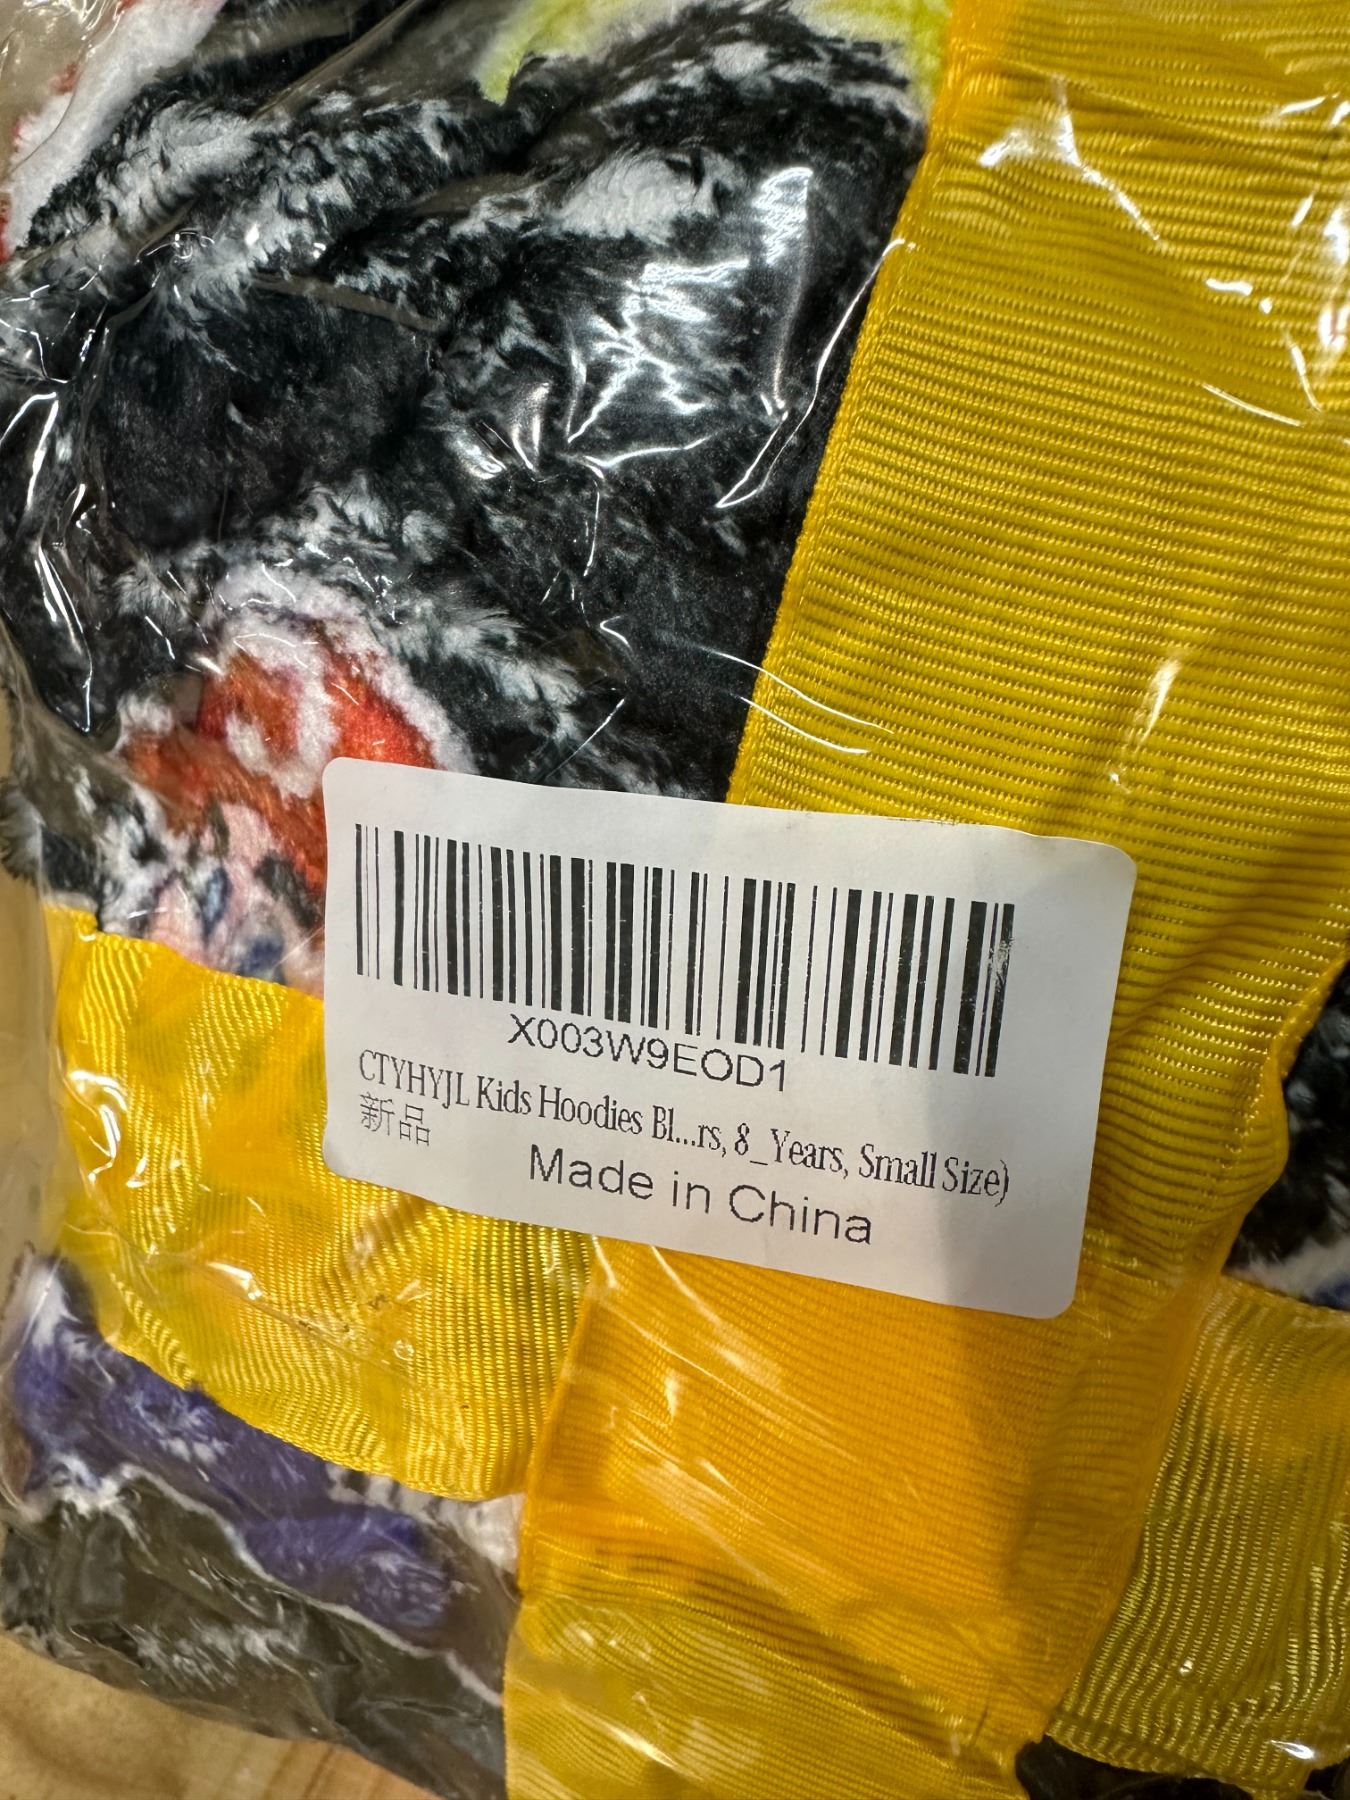 X003W9EOD1
CTYHYJL Kids Hoodies Bl...rs, 8_Years, Small Size)
新品
Made in China